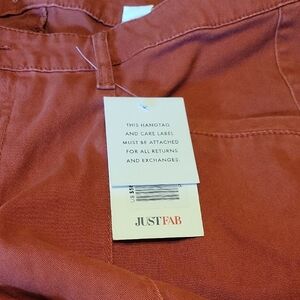 THIS HANGTAG
AND CARE LABEL
MUST BE ATTACHED
FOR ALL RETURNS
AND EXCHANGES.
JUSTFAB